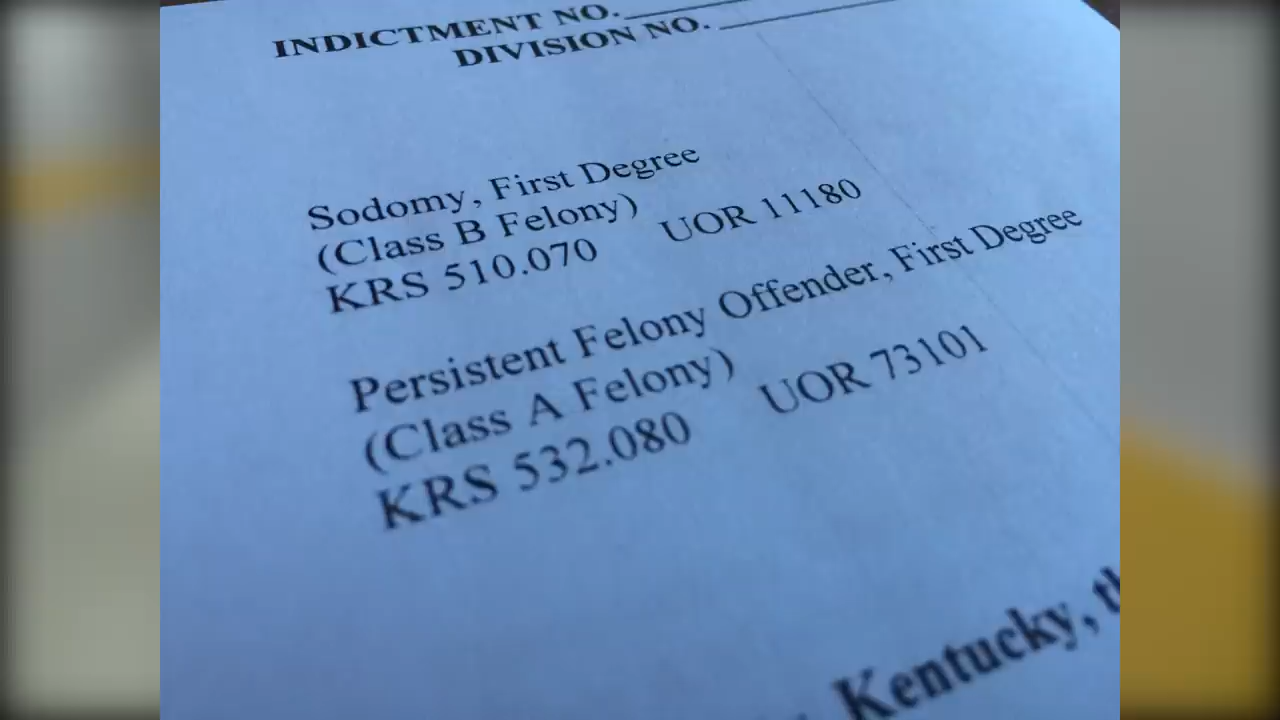 INDICTMENT NO.
DIVISION NO.
Sodomy, First Degree
(Class B Felony)
KRS 510.070 UOR 11180
Persistent Felony Offender, First Degree
(Class A Felony)
KRS 532.080 UOR 73101
Kentucky,